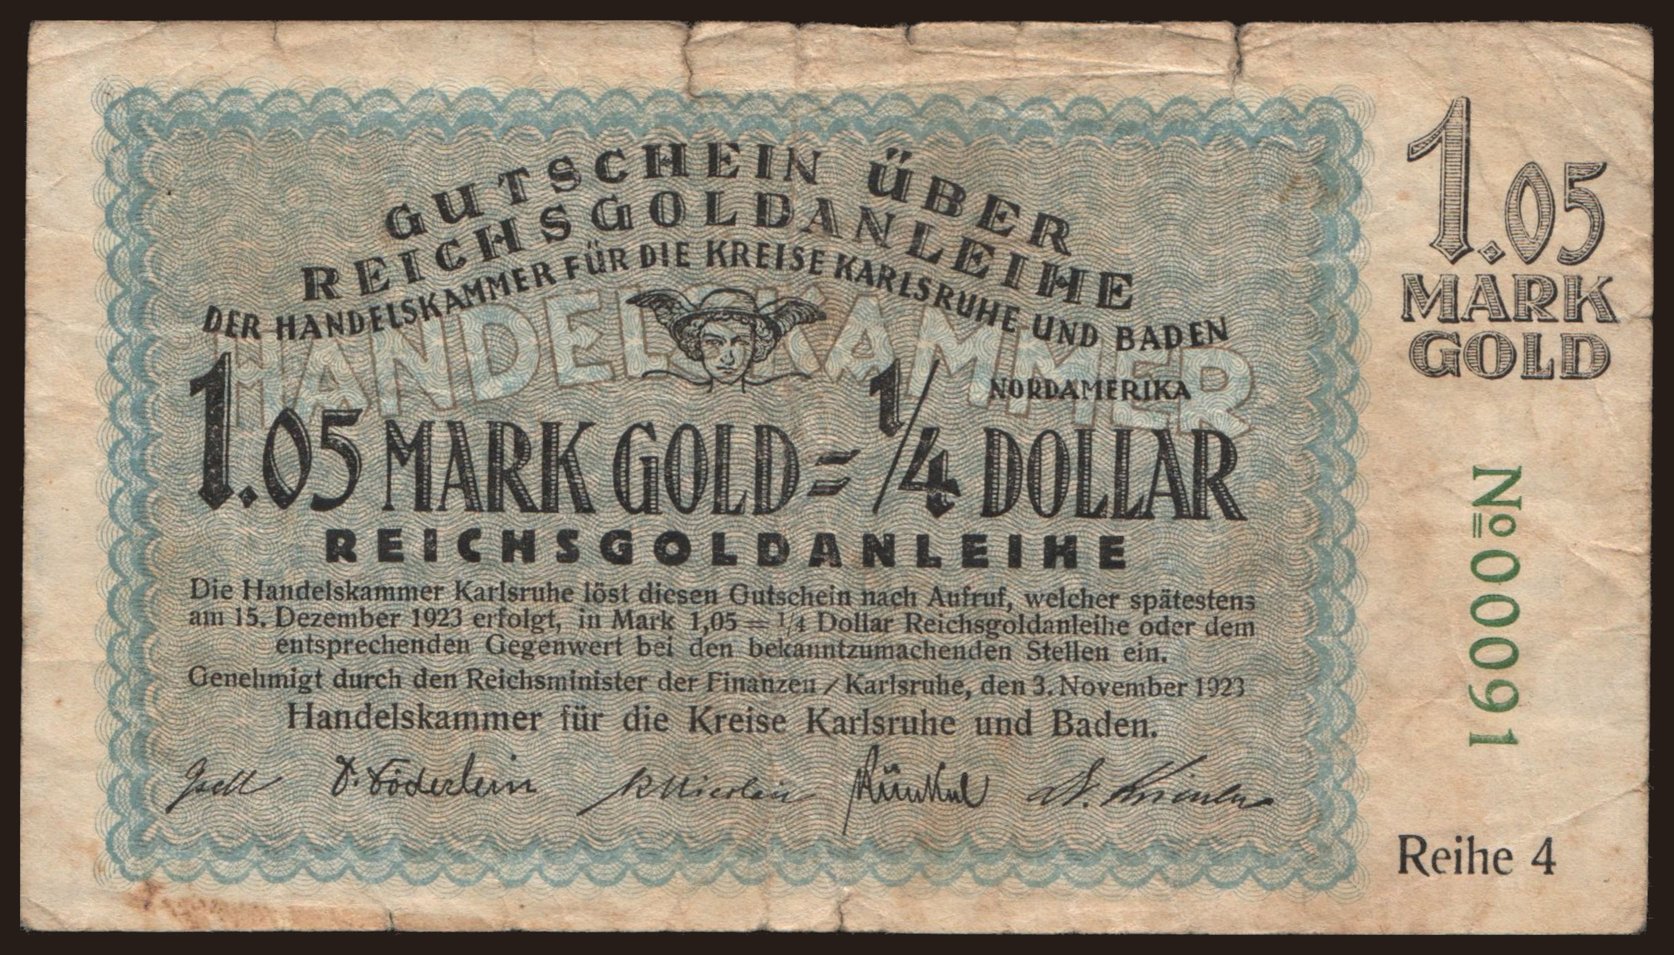 GUTSCHEIN ÜBER
REICHSGOLDANLEIHE
DER HANDELSKAMMER FÜR DIE KREISE KARLSRUHE UND BADEN
HANDELSKAMMER
NORDAMERIKA
1.05 MARK GOLD = 1/4 DOLLAR
REICHSGOLDANLEIHE
Die Handelskammer Karlsruhe löst diesen Gutschein nach Aufruf, welcher spätestens
am 15. Dezember 1923 erfolgt, in Mark 1,05 = 1/4 Dollar Reichsgoldanleihe oder dem
entsprechenden Gegenwert bei den bekanntzumachenden Stellen ein.
Genehmigt durch den Reichsminister der Finanzen / Karlsruhe, den 3. November 1923
Handelskammer für die Kreise Karlsruhe und Baden.
1.05
MARK
GOLD
No 000091
Reihe 4